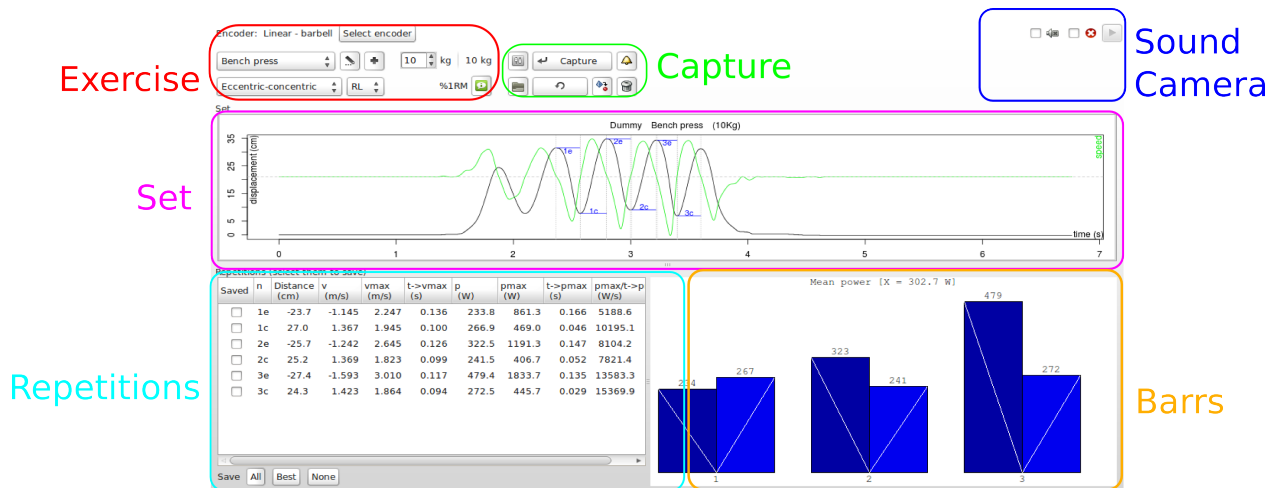 Encoder: Linear - barbell Select encoder
Bench press 10 kg 10 kg Capture
Eccentric-concentric RL %1RM
Exercise
Capture
Sound
Camera
Set
Dummy Bench press (10Kg)
displacement (cm)
35
25
15
5
0
1e 2e 3e
1c 2c 3c
speed
time (s)
0 1 2 3 4 5 6 7
Set
Repetitions (select them to save)
Saved n Distance (cm) v (m/s) vmax (m/s) t->vmax (s) p (W) pmax (W) t->pmax (s) pmax/t->p (W/s)
1e -23.7 -1.145 2.247 0.136 233.8 861.3 0.166 5188.6
1c 27.0 1.367 1.945 0.100 266.9 469.0 0.046 10195.1
2e -25.7 -1.242 2.645 0.126 322.5 1191.3 0.147 8104.2
2c 25.2 1.369 1.823 0.099 241.5 406.7 0.052 7821.4
3e -27.4 -1.593 3.010 0.117 479.4 1833.7 0.135 13583.3
3c 24.3 1.423 1.864 0.094 272.5 445.7 0.029 15369.9
Save All Best None
Repetitions
Mean power [X = 302.7 W]
234 267 323 241 479 272
1 2 3
Barrs